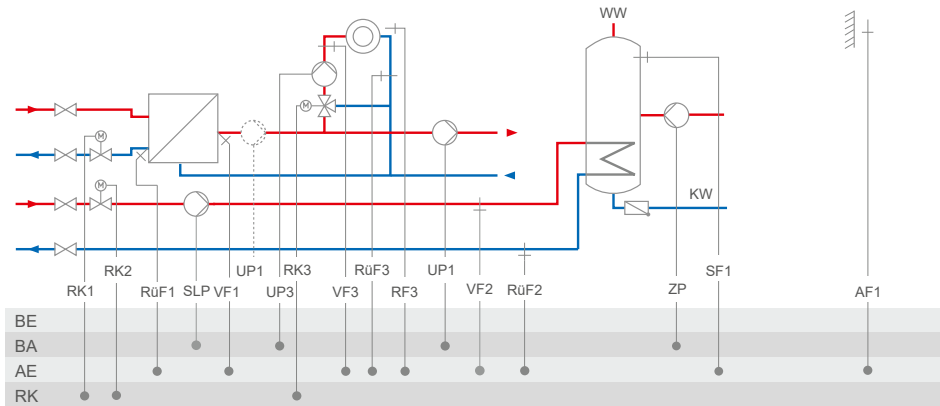 WW
M
M
M
KW
RK1
RK2
RüF1
SLP
VF1
UP1
UP3
RK3
VF3
RüF3
RF3
UP1
VF2
RüF2
ZP
SF1
AF1
BE
BA
AE
RK